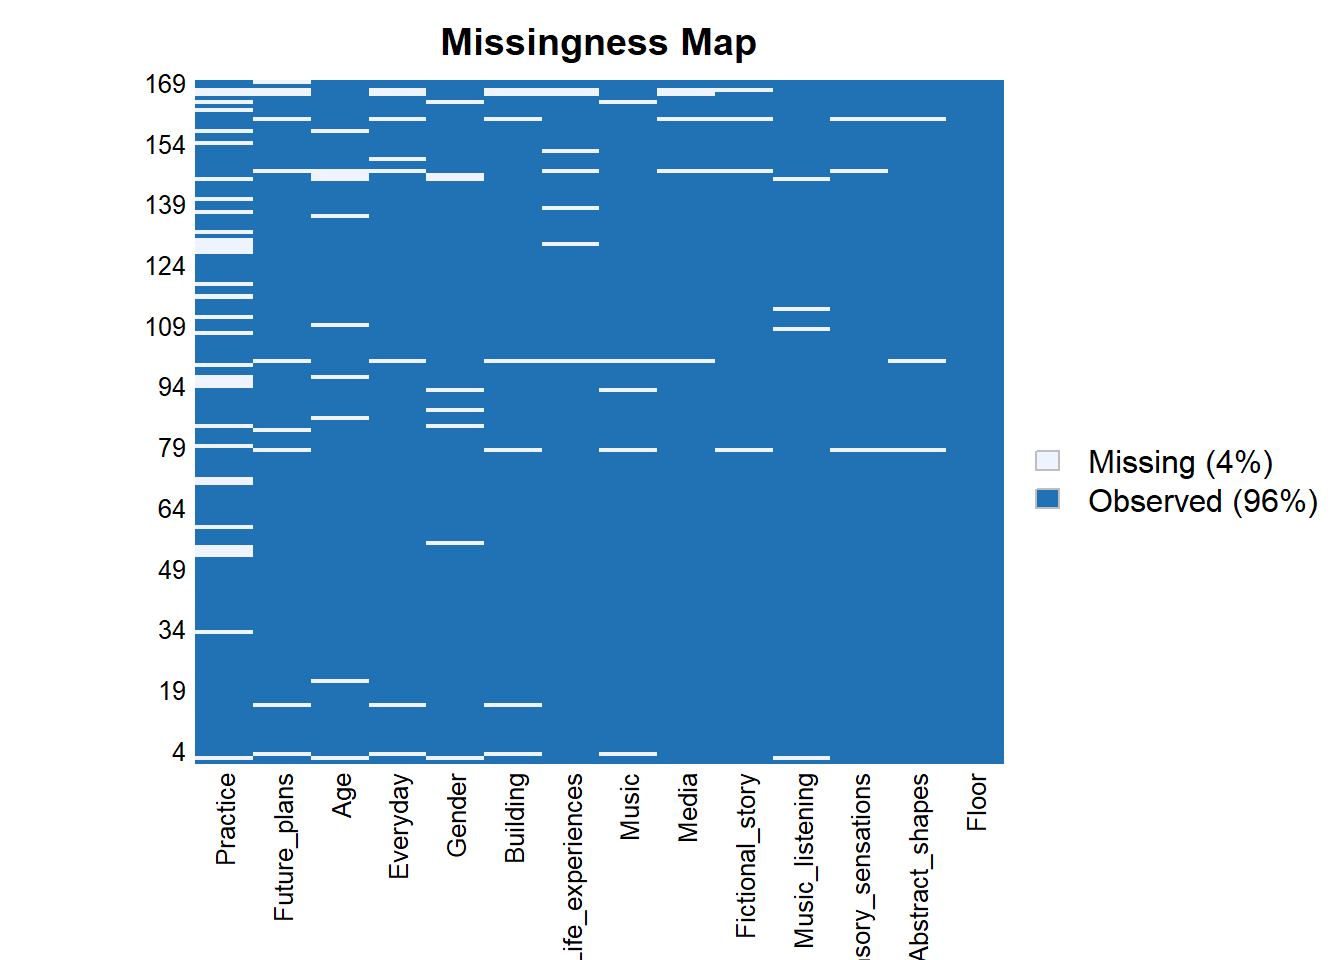 Missingness Map
169
154
139
124
109
94
79
64
49
34
19
4
Missing (4%)
Observed (96%)
Practice
Future_plans
Age
Everyday
Gender
Building
Life_experiences
Music
Media
Fictional_story
Music_listening
sory_sensations
Abstract_shapes
Floor